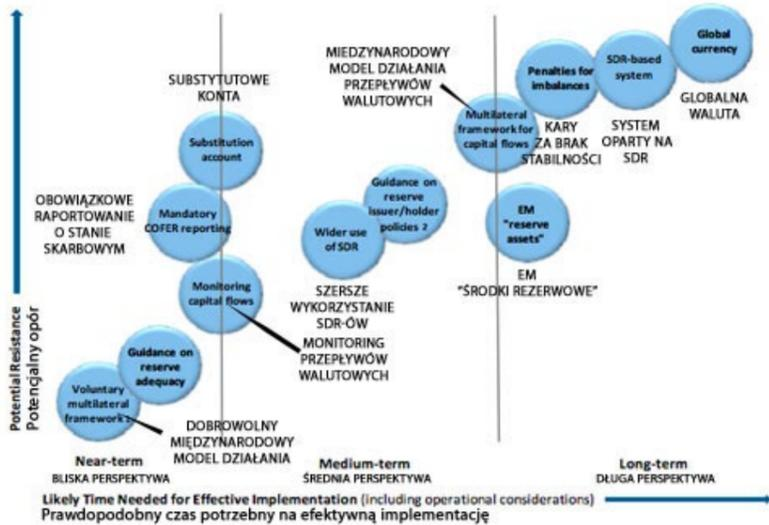 Global
currency
SDR-based
system
Penalties for
imbalances
GLOBALNA
WALUTA
MIEDZYNARODOWY
MODEL DZIAŁANIA
PRZEPŁYWÓW
WALUTOWYCH
Multilateral
framework for
capital flows
KARY
ZA BRAK
STABILNOŚCI
SYSTEM
OPARTY NA
SDR
SUBSTYTUTOWE
KONTA
Substitution
account
OBOWIĄZKOWE
RAPORTOWANIE
O STANIE
SKARBOWYM
Mandatory
COFER reporting
Guidance on
reserve
issuer/holder
policies 2
Wider use
of SDR
EM
"reserve
assets"
EM
"ŚRODKI REZERWOWE"
Monitoring
capital flows
SZERSZE
WYKORZYSTANIE
SDR-ÓW
MONITORING
PRZEPŁYWÓW
WALUTOWYCH
Guidance on
reserve
adequacy
Voluntary
multilateral
framework 1
DOBROWOLNY
MIĘDZYNARODOWY
MODEL DZIAŁANIA
Potential Resistance
Potencjalny opór
Near-term
BLISKA PERSPEKTYWA
Medium-term
ŚREDNIA PERSPEKTYWA
Long-term
DŁUGA PERSPEKTYWA
Likely Time Needed for Effective Implementation (including operational considerations)
Prawdopodobny czas potrzebny na efektywną implementację